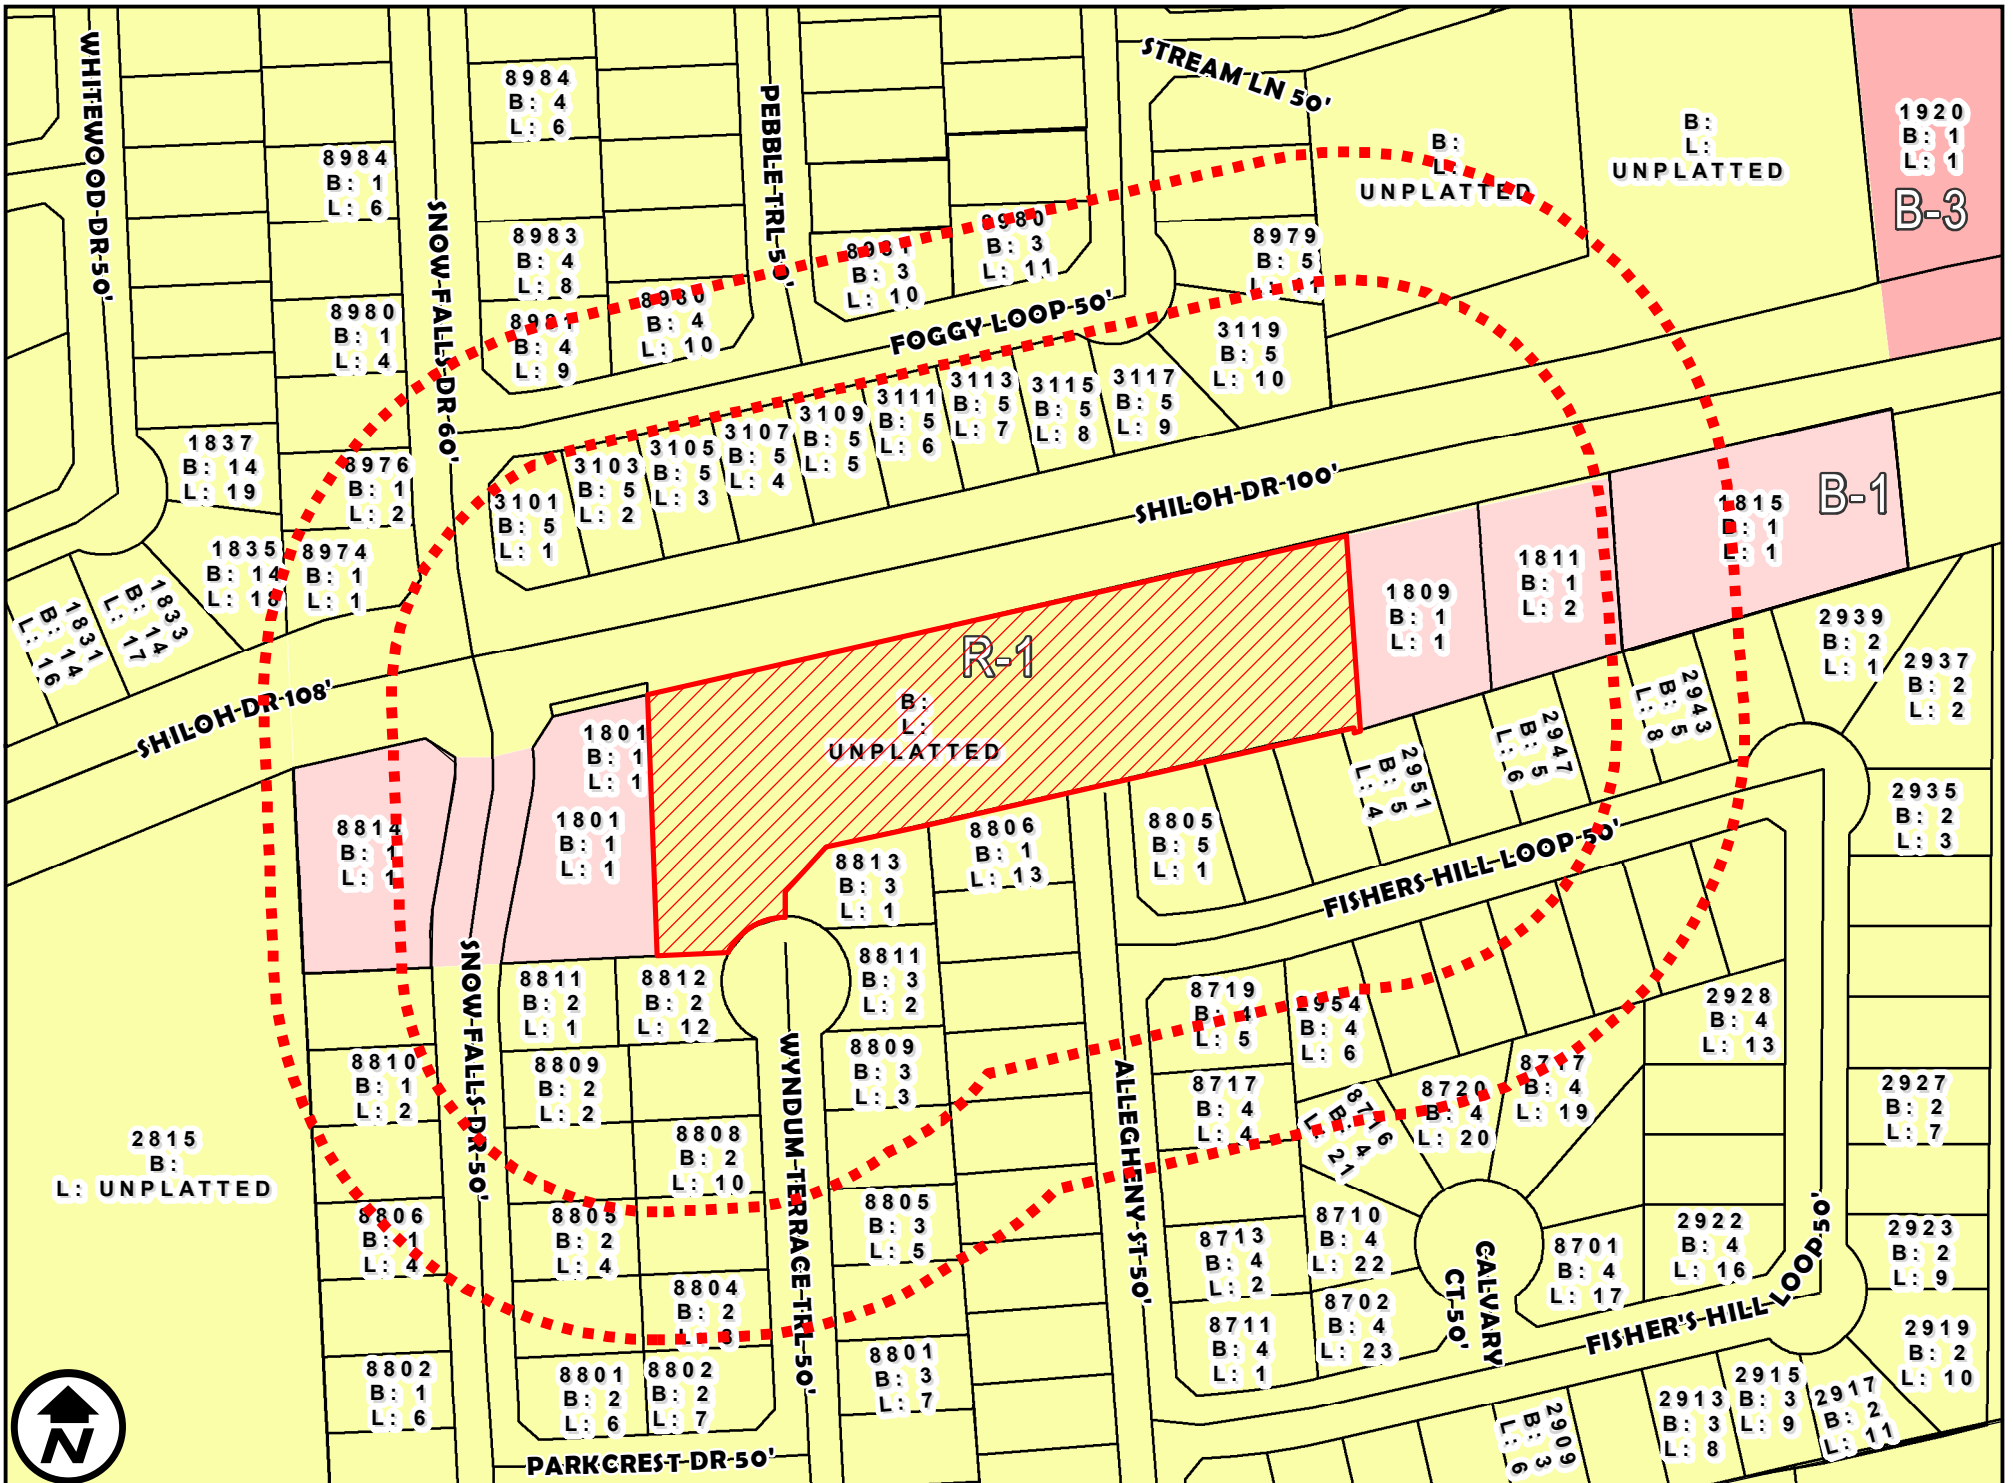 WHITEWOOD-DR-50'
8984
B: 4
L: 6
PEBBLE-TRL-50'
STREAM LN 50'
B:
L:
UNPLATTED
B:
L:
UNPLATTED
1920
B: 1
L: 1
B-3
8984
B: 1
L: 6
SNOW-FALLS-DR-60'
8983
B: 4
L: 8
8980
B: 3
L: 11
B: 3
L: 10
8979
B: 5
L: 11
8980
B: 1
L: 4
8981
B: 4
L: 9
8980
B: 4
L: 10
FOGGY-LOOP-50'
3119
B: 5
L: 10
1837
B: 14
L: 19
8976
B: 1
L: 2
3101
B: 5
L: 1
3103
B: 5
L: 2
3105
B: 5
L: 3
3107
B: 5
L: 4
3109
B: 5
L: 5
3111
B: 5
L: 6
3113
B: 5
L: 7
3115
B: 5
L: 8
3117
B: 5
L: 9
SHILOH-DR-100'
1815
B: 1
L: 1
B-1
1835
B: 14
L: 18
8974
B: 1
L: 1
1831
B: 14
L: 16
1833
B: 14
L: 17
SHILOH-DR-108'
R-1
B:
L:
UNPLATTED
1809
B: 1
L: 1
1811
B: 1
L: 2
2939
B: 2
L: 1
2937
B: 2
L: 2
1801
B: 1
L: 1
1801
B: 1
L: 1
8814
B: 1
L: 1
2951
B: 5
L: 4
2947
B: 5
L: 6
2943
B: 5
L: 8
2935
B: 2
L: 3
8813
B: 3
L: 1
8806
B: 1
L: 13
8805
B: 5
L: 1
FISHERS-HILL-LOOP-50'
8811
B: 2
L: 1
8812
B: 2
L: 12
8811
B: 3
L: 2
8719
B: 4
L: 5
2954
B: 4
L: 6
2928
B: 4
L: 13
SNOW-FALLS-DR-50'
8810
B: 1
L: 2
8809
B: 2
L: 2
WYNDUM-TERRACE-TRL-50'
8809
B: 3
L: 3
ALLEGHENY-ST-50'
8717
B: 4
L: 4
8716
B: 4
L: 21
8720
B: 4
L: 20
8717
B: 4
L: 19
2927
B: 2
L: 7
2815
B:
L: UNPLATTED
8808
B: 2
L: 10
8806
B: 1
L: 4
8805
B: 2
L: 4
8805
B: 3
L: 5
8713
B: 4
L: 2
8710
B: 4
L: 22
CALVARY
CT-50'
8701
B: 4
L: 17
2922
B: 4
L: 16
2923
B: 2
L: 9
8804
B: 2
L: 8
8711
B: 4
L: 1
8702
B: 4
L: 23
FISHER'S-HILL-LOOP-50'
2919
B: 2
L: 10
8802
B: 1
L: 6
8801
B: 2
L: 6
8802
B: 2
L: 7
8801
B: 3
L: 7
2909
B: 3
L: 6
2913
B: 3
L: 8
2915
B: 3
L: 9
2917
B: 2
L: 11
PARKCREST-DR-50'
N